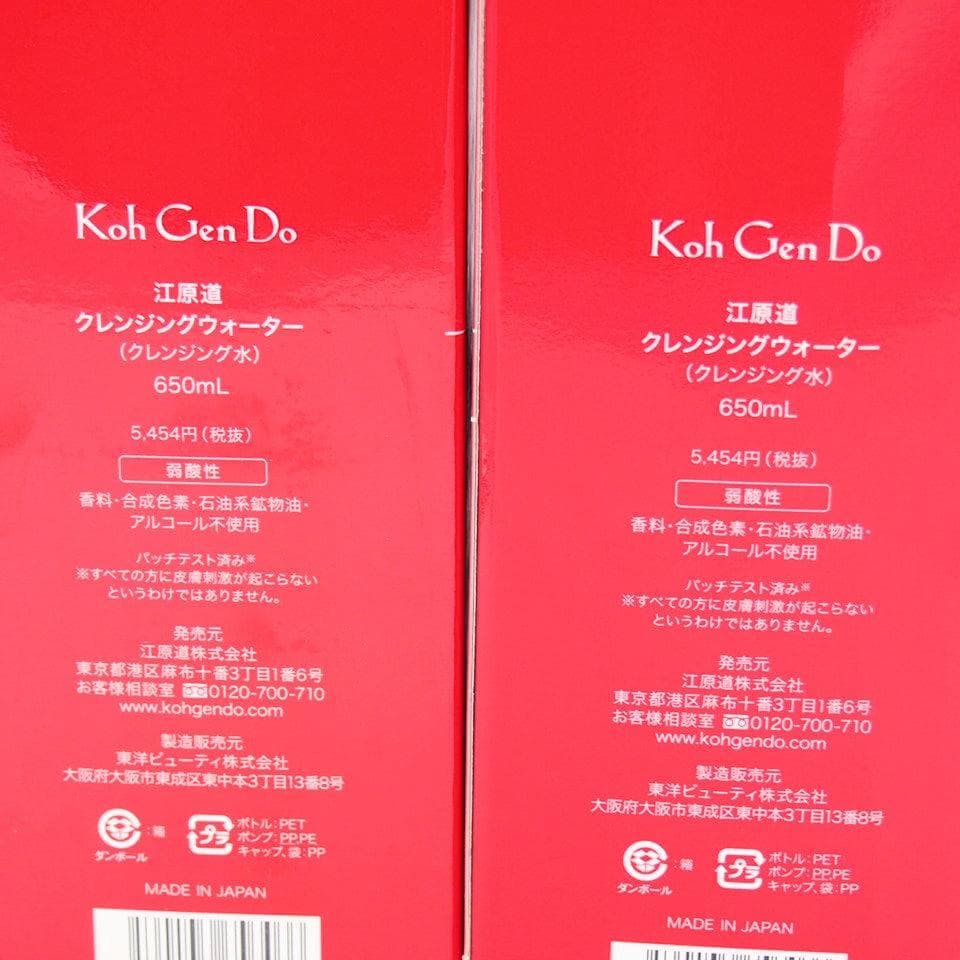 Koh Gen Do
江原道
クレンジングウォーター
(クレンジング水)
650mL
5,454円(税抜)
弱酸性
香料・合成色素・石油系鉱物油・
アルコール不使用
パッチテスト済み※
※すべての方に皮膚刺激が起こらない
というわけではありません。
発売元
江原道株式会社
東京都港区麻布十番3丁目1番6号
お客様相談室 0120-700-710
www.kohgendo.com
製造販売元
東洋ビューティ株式会社
大阪府大阪市東成区東中本3丁目13番8号
:箱
ダンボール
プラ
ボトル:PET
ポンプ:PP,PE
キャップ、袋:PP
MADE IN JAPAN
Koh Gen Do
江原道
クレンジングウォーター
(クレンジング水)
650mL
5,454円(税抜)
弱酸性
香料・合成色素・石油系鉱物油・
アルコール不使用
パッチテスト済み※
※すべての方に皮膚刺激が起こらない
というわけではありません。
発売元
江原道株式会社
東京都港区麻布十番3丁目1番6号
お客様相談室 0120-700-710
www.kohgendo.com
製造販売元
東洋ビューティ株式会社
大阪府大阪市東成区東中本3丁目13番8号
:箱
ダンボール
プラ
ボトル:PET
ポンプ:PP,PE
キャップ、袋:PP
MADE IN JAPAN